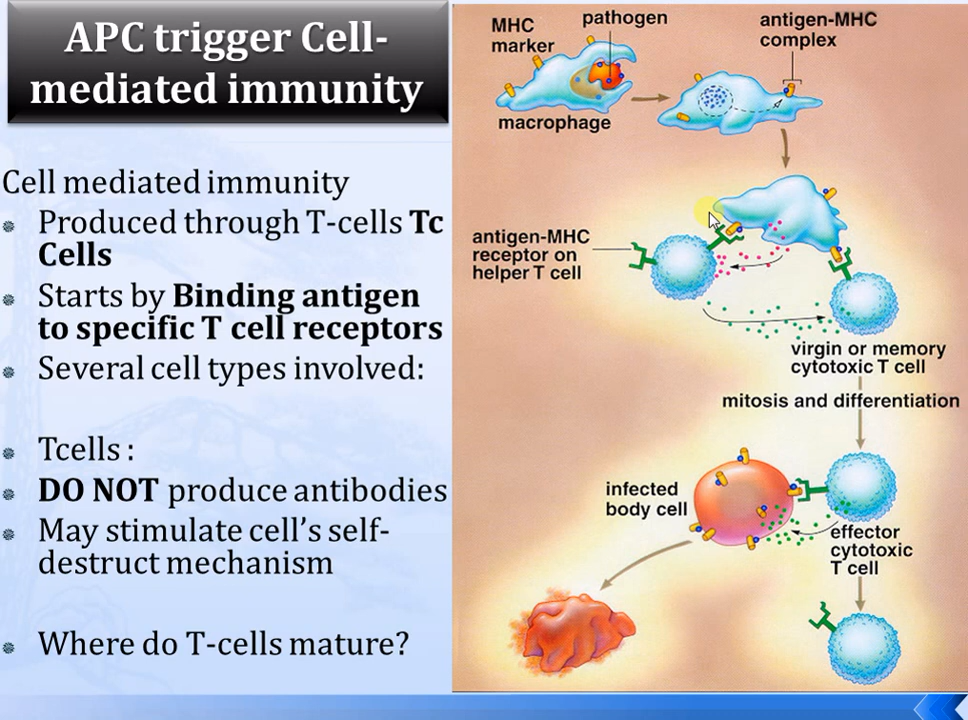 APC trigger Cell-
mediated immunity
Cell mediated immunity
Produced through T-cells Tc
Cells
Starts by Binding antigen
to specific T cell receptors
Several cell types involved:
Tcells :
DO NOT produce antibodies
May stimulate cell's self-
destruct mechanism
Where do T-cells mature?
MHC
marker
pathogen
antigen-MHC
complex
macrophage
antigen-MHC
receptor on
helper T cell
virgin or memory
cytotoxic T cell
mitosis and differentiation
infected
body cell
effector
cytotoxic
T cell